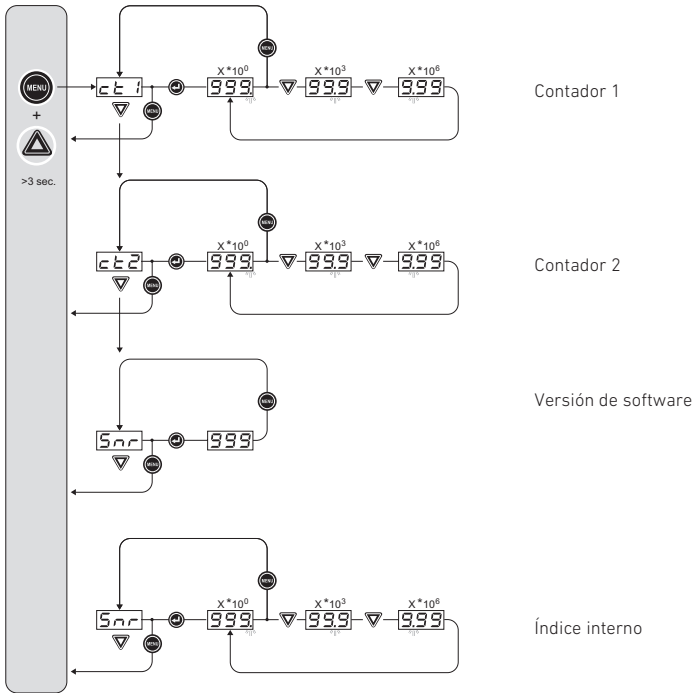 MENU
X*10⁰ X*10³ X*10⁶
MENU ct1 999. 99.9 9.99 Contador 1
MENU
+
>3 sec.
MENU
X*10⁰ X*10³ X*10⁶
ct2 999. 99.9 9.99 Contador 2
MENU
MENU Versión de software
Snr 999
MENU
MENU
X*10⁰ X*10³ X*10⁶
Snr 999. 99.9 9.99 Índice interno
MENU